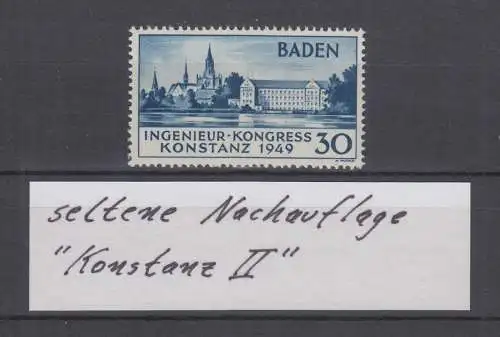 BADEN
INGENIEUR-KONGRESS
KONSTANZ 1949 30
seltene Nachauflage
"Konstanz II"